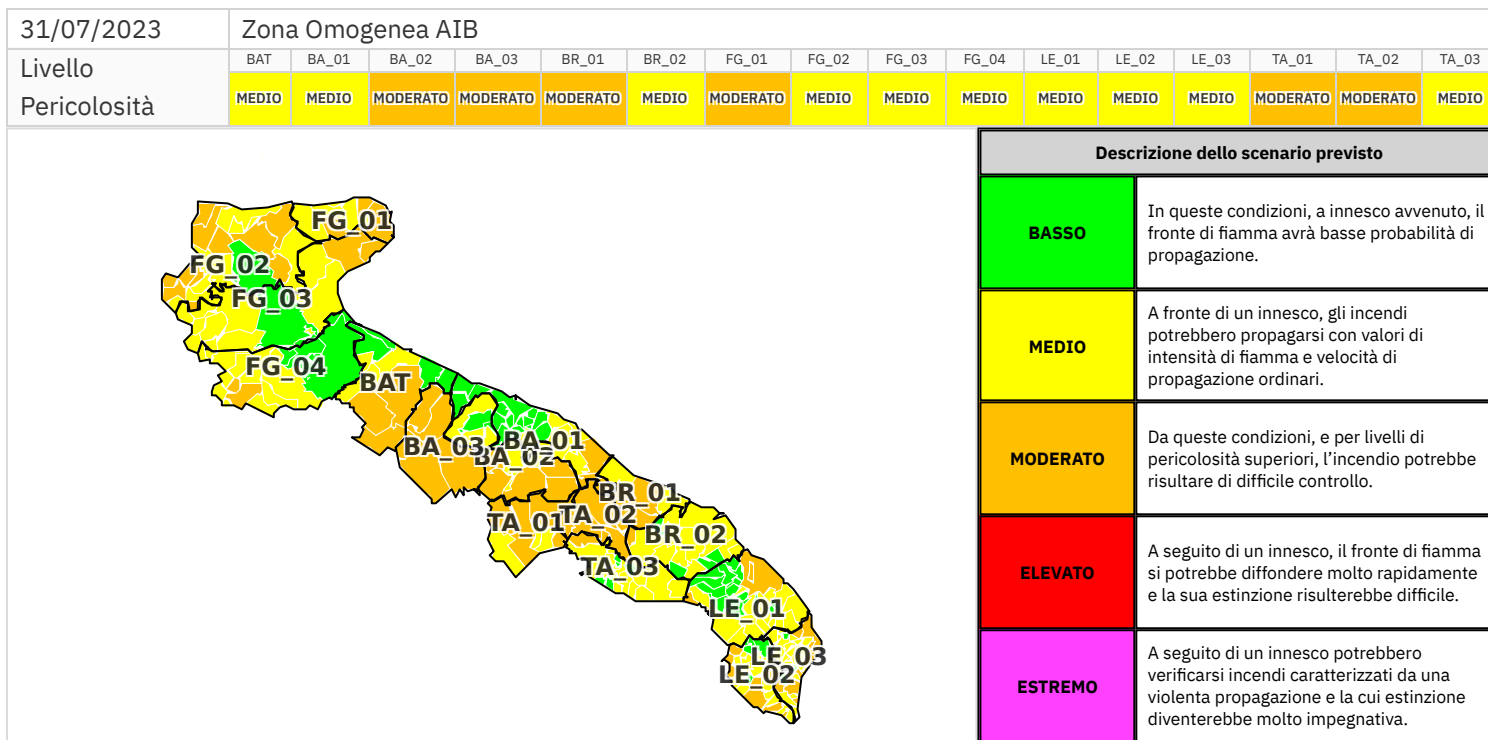 31/07/2023 Zona Omogenea AIB
Livello Pericolosità
BAT BA_01 BA_02 BA_03 BR_01 BR_02 FG_01 FG_02 FG_03 FG_04 LE_01 LE_02 LE_03 TA_01 TA_02 TA_03
MEDIO MEDIO MODERATO MODERATO MODERATO MEDIO MODERATO MEDIO MEDIO MEDIO MEDIO MEDIO MEDIO MODERATO MODERATO MEDIO
FG_01
FG_02
FG_03
FG_04
BAT
BA_03
BA_01
BA_02
BR_01
TA_01
TA_02
BR_02
TA_03
LE_01
LE_03
LE_02
Descrizione dello scenario previsto
BASSO
In queste condizioni, a innesco avvenuto, il
fronte di fiamma avrà basse probabilità di
propagazione.
MEDIO
A fronte di un innesco, gli incendi
potrebbero propagarsi con valori di
intensità di fiamma e velocità di
propagazione ordinari.
MODERATO
Da queste condizioni, e per livelli di
pericolosità superiori, l'incendio potrebbe
risultare di difficile controllo.
ELEVATO
A seguito di un innesco, il fronte di fiamma
si potrebbe diffondere molto rapidamente
e la sua estinzione risulterebbe difficile.
ESTREMO
A seguito di un innesco potrebbero
verificarsi incendi caratterizzati da una
violenta propagazione e la cui estinzione
diventerebbe molto impegnativa.